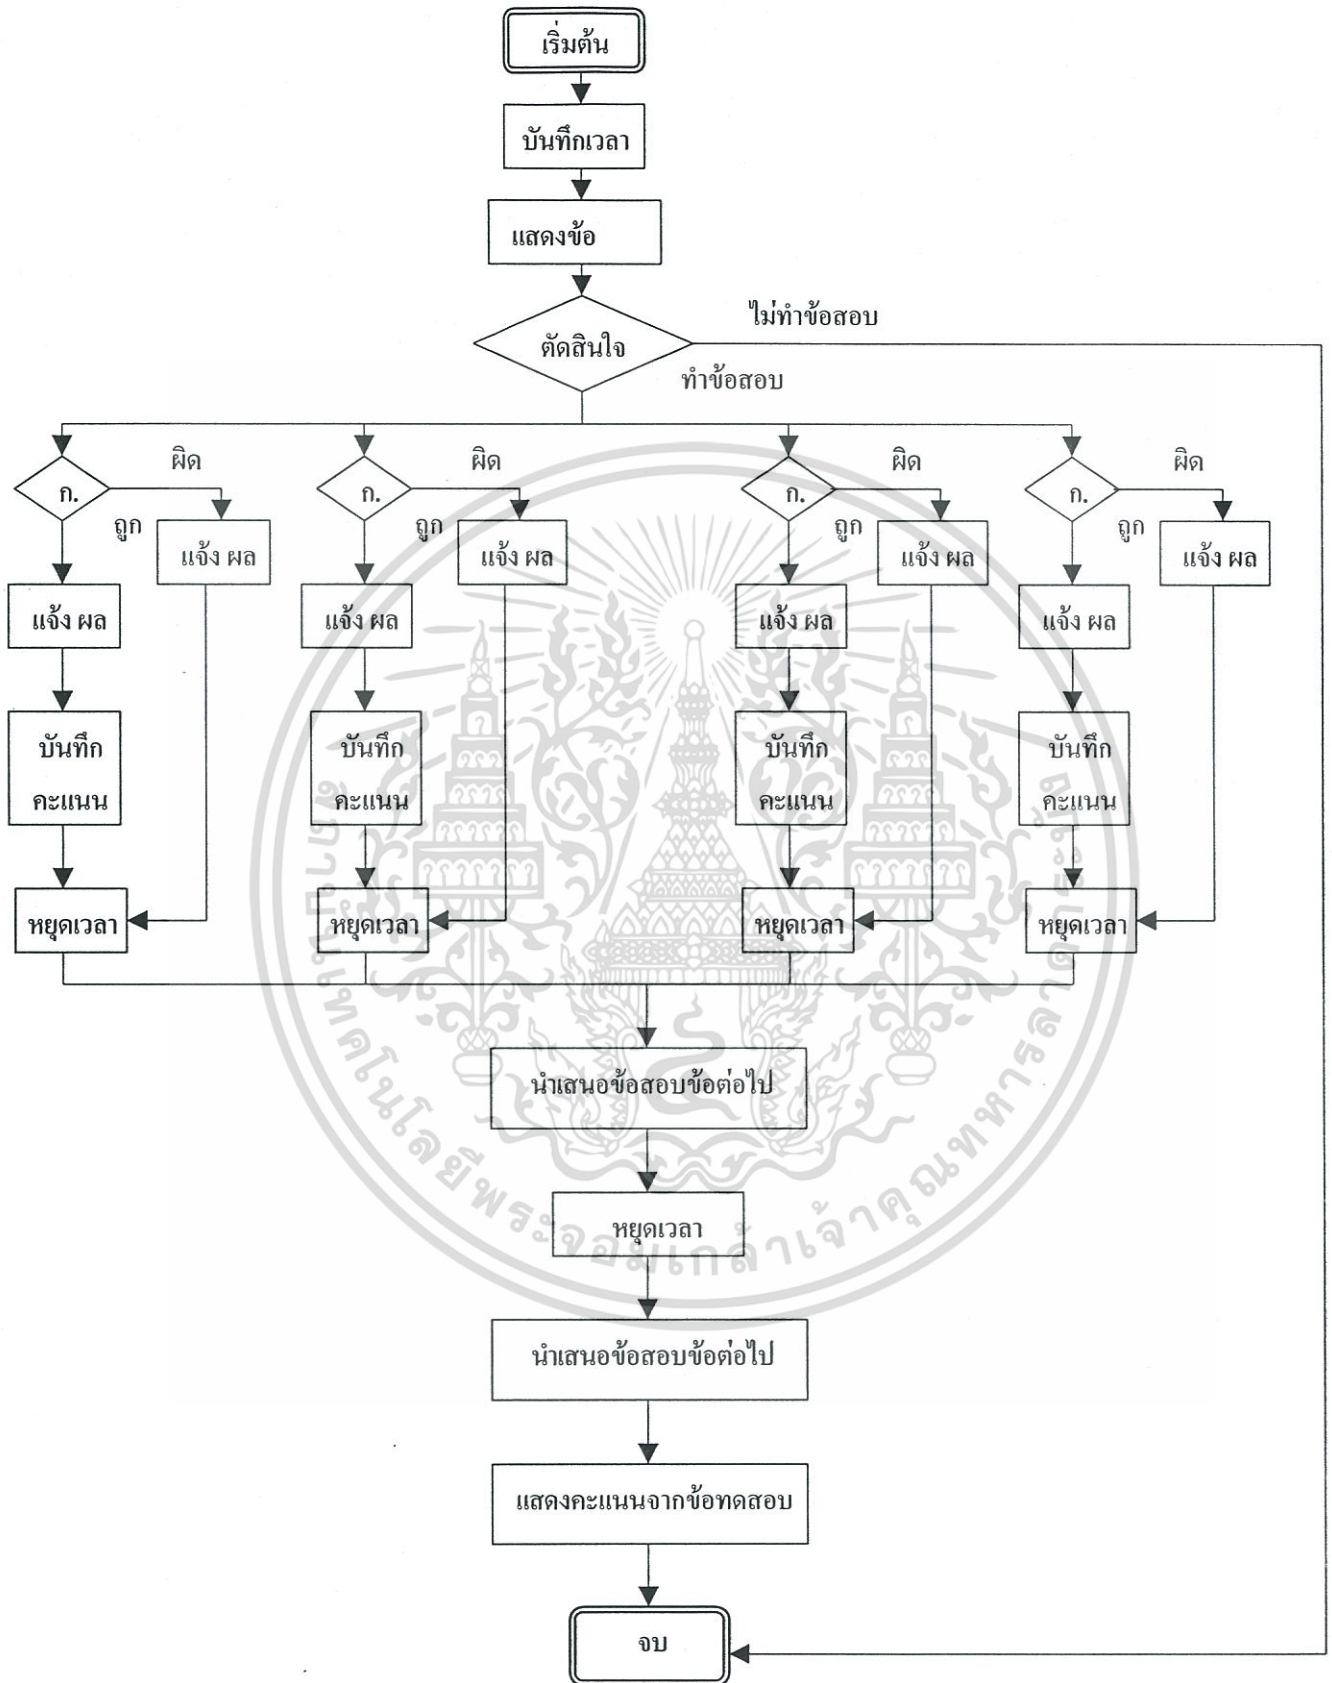 เริ่มต้น
บันทึกเวลา
แสดงข้อ
ตัดสินใจ
ไม่ทำข้อสอบ
ทำข้อสอบ
ก.
ผิด
ถูก
แจ้ง ผล
แจ้ง ผล
บันทึก
คะแนน
หยุดเวลา
ก.
ผิด
ถูก
แจ้ง ผล
แจ้ง ผล
บันทึก
คะแนน
หยุดเวลา
ก.
ผิด
ถูก
แจ้ง ผล
แจ้ง ผล
บันทึก
คะแนน
หยุดเวลา
ก.
ผิด
ถูก
แจ้ง ผล
แจ้ง ผล
บันทึก
คะแนน
หยุดเวลา
นำเสนอข้อสอบข้อต่อไป
หยุดเวลา
นำเสนอข้อสอบข้อต่อไป
แสดงคะแนนจากข้อทดสอบ
จบ